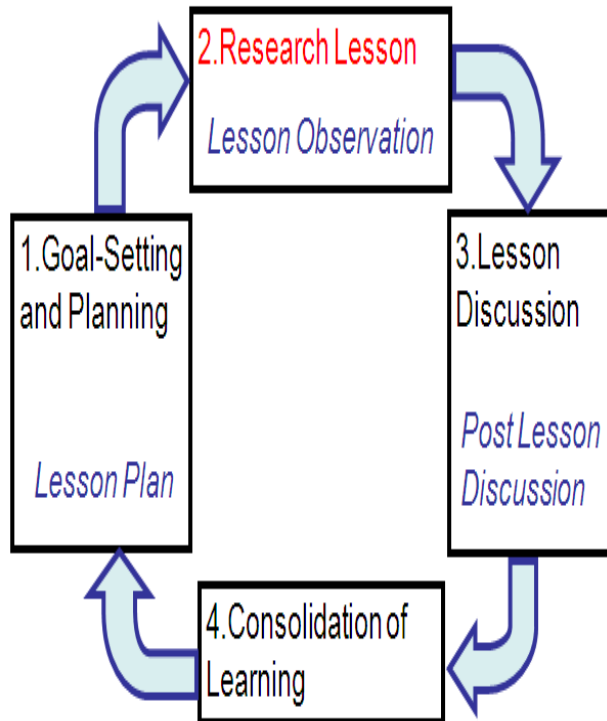 1.Goal-Setting
and Planning
Lesson Plan
2.Research Lesson
Lesson Observation
3.Lesson
Discussion
Post Lesson
Discussion
4.Consolidation of
Learning